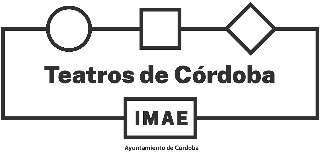 Teatros de Córdoba
IMAE
Ayuntamiento de Córdoba